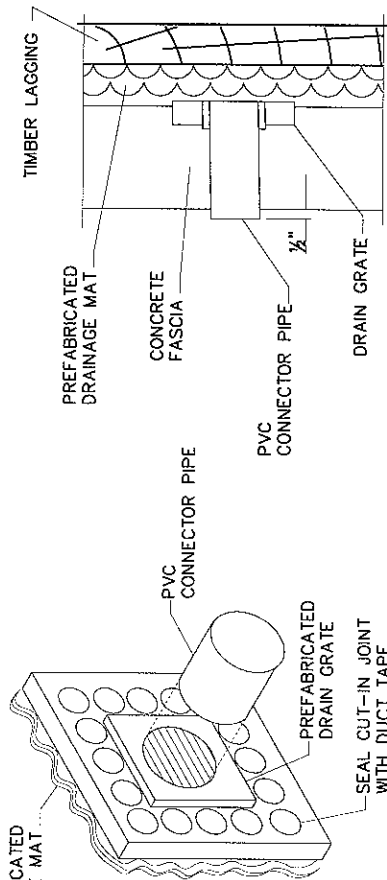 CATED
MAT
PVC
CONNECTOR PIPE
PREFABRICATED
DRAIN GRATE
SEAL CUT-IN JOINT
WITH DUCT TAPE
TIMBER LAGGING
PREFABRICATED
DRAINAGE MAT
CONCRETE
FASCIA
PVC
CONNECTOR PIPE
½"
DRAIN GRATE